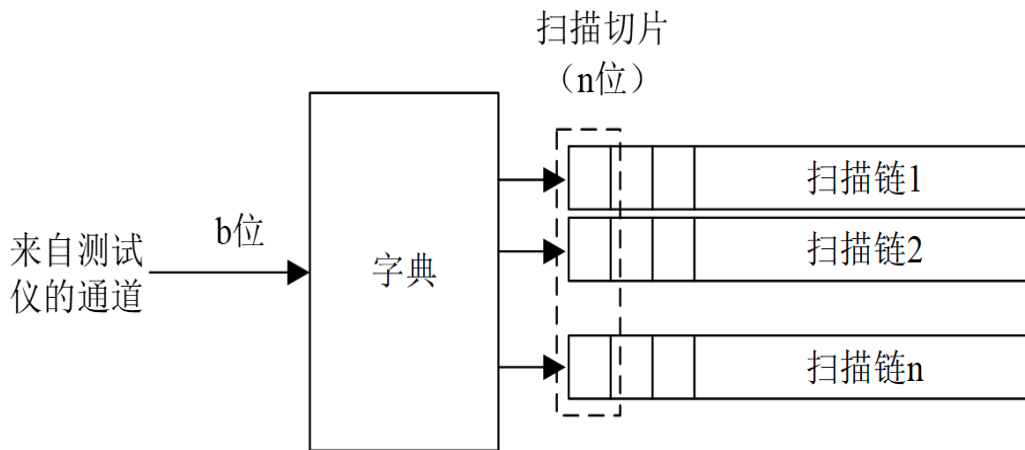 扫描切片
（n位）
扫描链1
b位
扫描链2
来自测试
仪的通道
字典
扫描链n